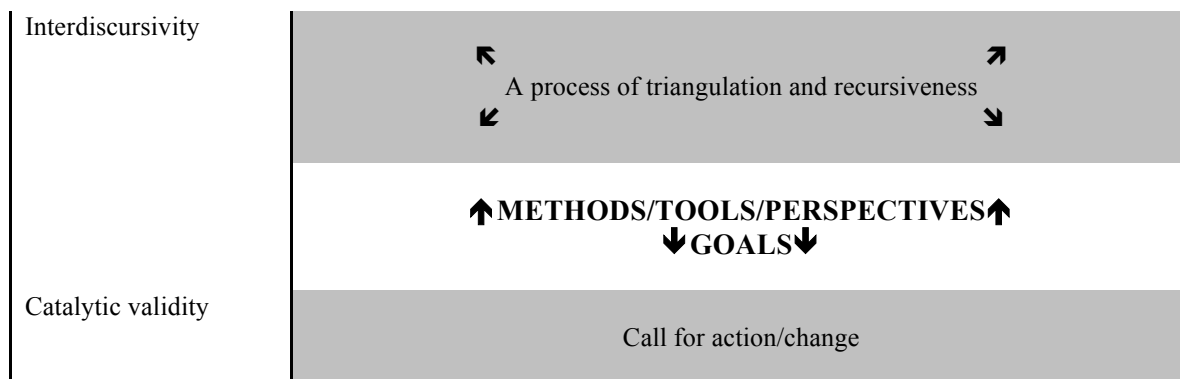 Interdiscursivity
↖ ↗
A process of triangulation and recursiveness
↙ ↘
↑METHODS/TOOLS/PERSPECTIVES↑
↓GOALS↓
Catalytic validity
Call for action/change